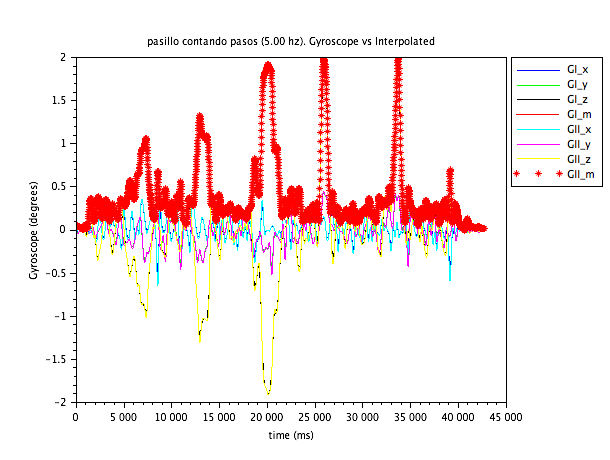 pasillo contando pasos (5.00 hz). Gyroscope vs Interpolated
2
1.5
1
0.5
0
-0.5
-1
-1.5
-2
Gyroscope (degrees)
0
5 000
10 000
15 000
20 000
25 000
30 000
35 000
40 000
45 000
time (ms)
GI_x
GI_y
GI_z
GI_m
GII_x
GII_y
GII_z
GII_m